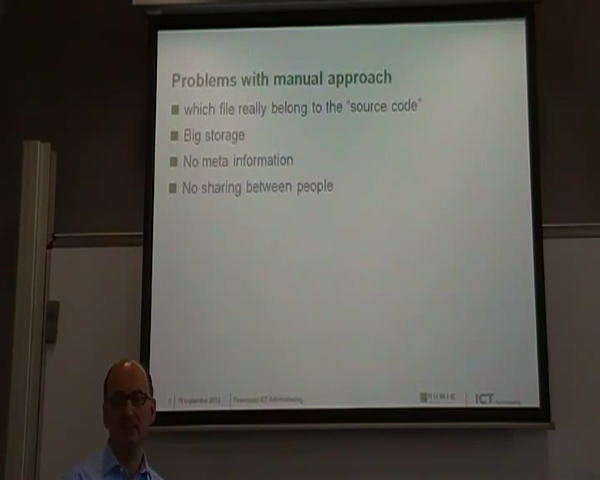 Problems with manual approach
which file really belong to the "source code"
Big storage
No meta information
No sharing between people
ICT